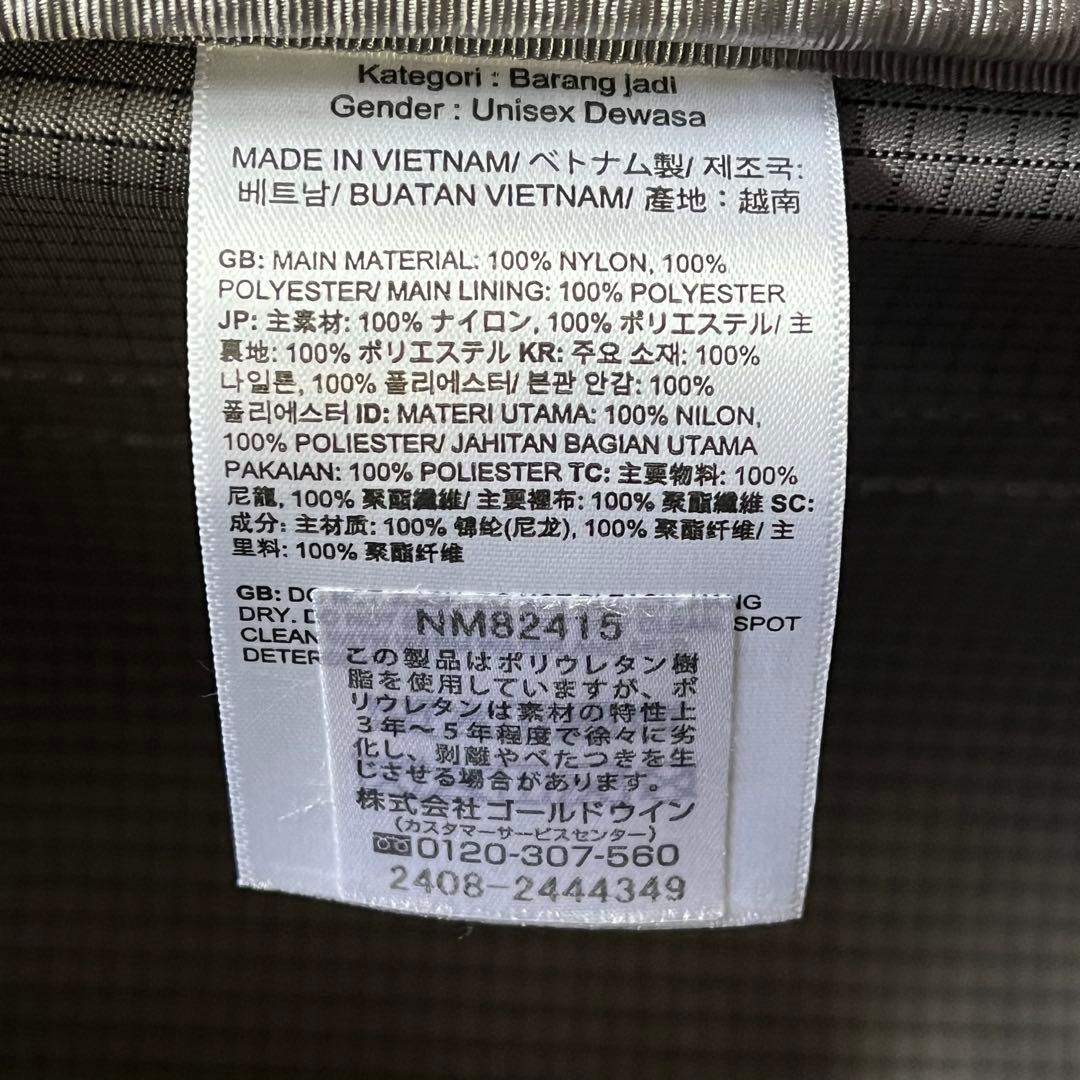 Kategori : Barang jadi
Gender : Unisex Dewasa
MADE IN VIETNAM/ ベトナム製/ 제조국:
베트남/ BUATAN VIETNAM/ 產地：越南
GB: MAIN MATERIAL: 100% NYLON, 100%
POLYESTER/ MAIN LINING: 100% POLYESTER
JP: 主素材: 100% ナイロン, 100% ポリエステル/ 主
裏地: 100% ポリエステル KR: 주요 소재: 100%
나일론, 100% 폴리에스터/ 본관 안감: 100%
폴리에스터 ID: MATERI UTAMA: 100% NILON,
100% POLIESTER/ JAHITAN BAGIAN UTAMA
PAKAIAN: 100% POLIESTER TC: 主要物料: 100%
尼龍, 100% 聚酯纖維/ 主要裡布: 100% 聚酯纖維 SC:
成分: 主材质: 100% 锦纶(尼龙), 100% 聚酯纤维/ 主
里料: 100% 聚酯纤维
GB:
DRY. SPOT
CLEAN
NM82415
この製品はポリウレタン樹
脂を使用していますが、ポ
リウレタンは素材の特性上
3年〜5年程度で徐々に劣
化し、剥離やべたつきを生
じさせる場合があります。
株式会社ゴールドウイン
(カスタマーサービスセンター)
0120-307-560
2408-2444349